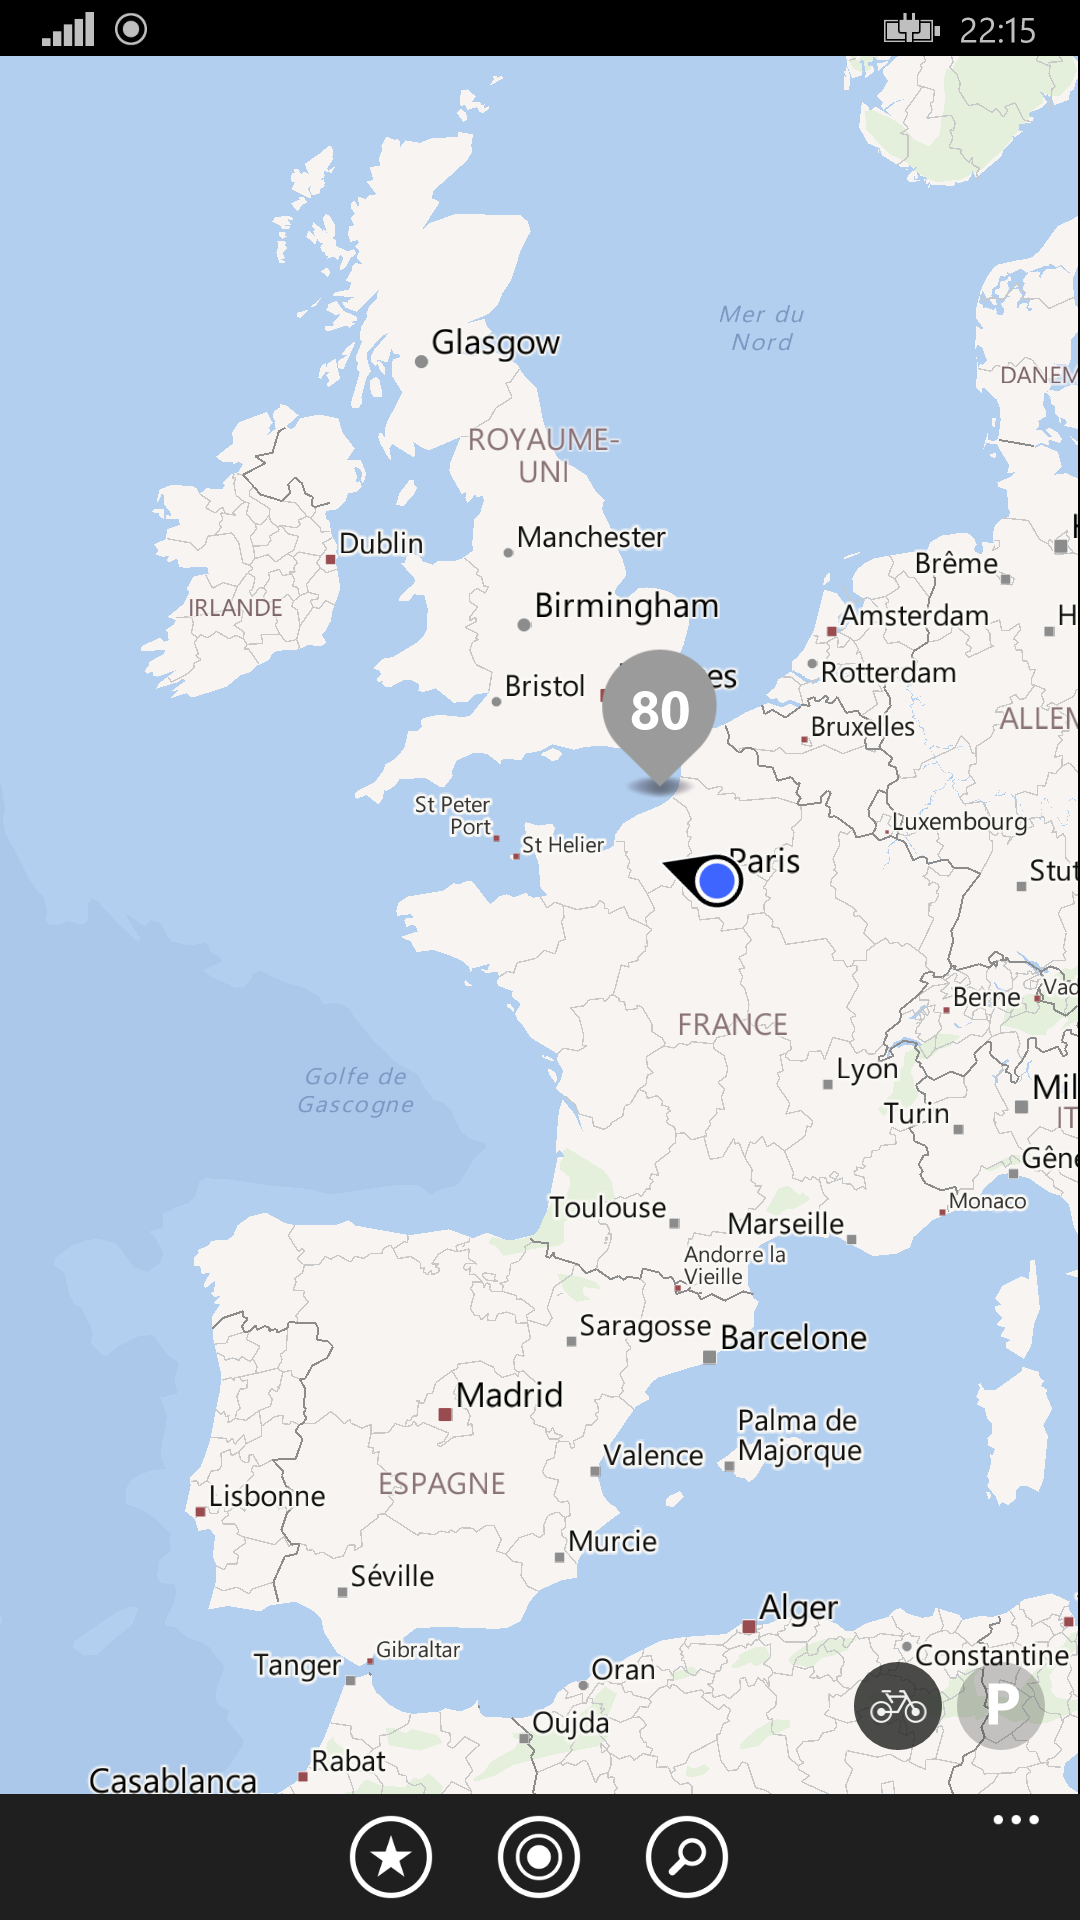 22:15
Mer du
Nord
Glasgow
DANEM
ROYAUME-
UNI
Manchester
Dublin
Brême
IRLANDE
Birmingham
Amsterdam
H
Bristol
es
Rotterdam
80
Bruxelles
ALLEM
St Peter
Port
St Helier
Luxembourg
Paris
Stut
Berne
Vad
FRANCE
Lyon
Golfe de
Gascogne
Mil
Turin
IT
Gêne
Toulouse
Marseille
Monaco
Andorre la
Vieille
Saragosse
Barcelone
Madrid
Palma de
Majorque
Valence
ESPAGNE
Lisbonne
Murcie
Séville
Alger
Gibraltar
Tanger
Constantine
Oran
P
Oujda
Rabat
Casablanca